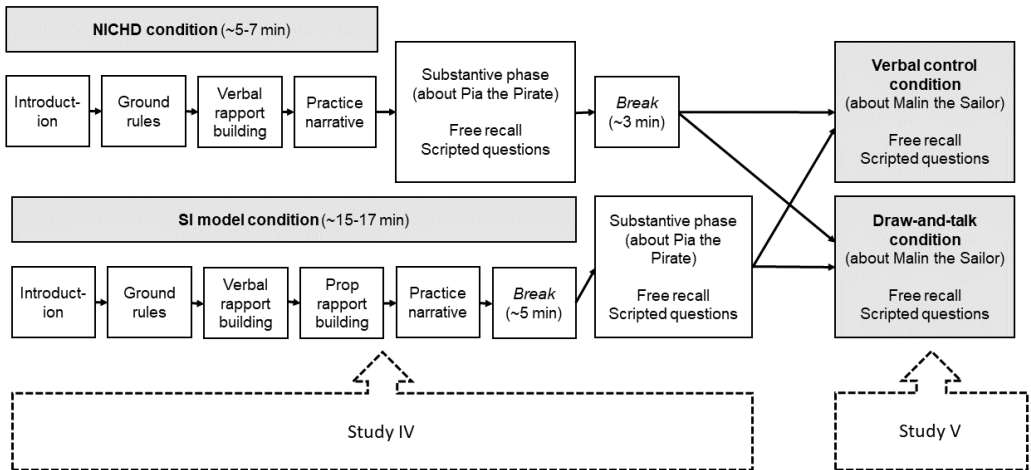 NICHD condition (~5-7 min)
Introduct-
ion
Ground
rules
Verbal
rapport
building
Practice
narrative
Substantive phase
(about Pia the Pirate)
Free recall
Scripted questions
Break
(~3 min)
Verbal control
condition
(about Malin the Sailor)
Free recall
Scripted questions
SI model condition (~15-17 min)
Introduct-
ion
Ground
rules
Verbal
rapport
building
Prop
rapport
building
Practice
narrative
Break
(~5 min)
Substantive phase
(about Pia the
Pirate)
Free recall
Scripted questions
Draw-and-talk
condition
(about Malin the Sailor)
Free recall
Scripted questions
Study IV
Study V